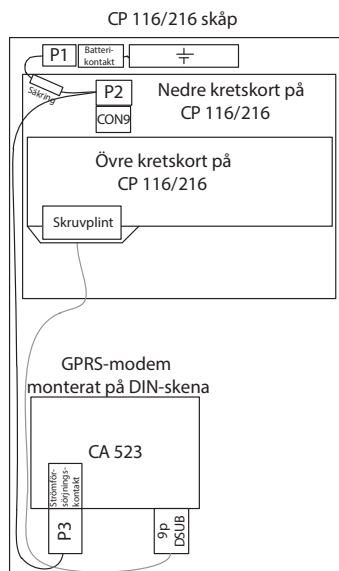 CP 116/216 skåp
P1
Batteri-
kontakt
Säkring
P2
CON9
Nedre kretskort på
CP 116/216
Övre kretskort på
CP 116/216
Skruvplint
GPRS-modem
monterat på DIN-skena
CA 523
Strömför-
sörjnings-
kontakt
P3
9p
DSUB